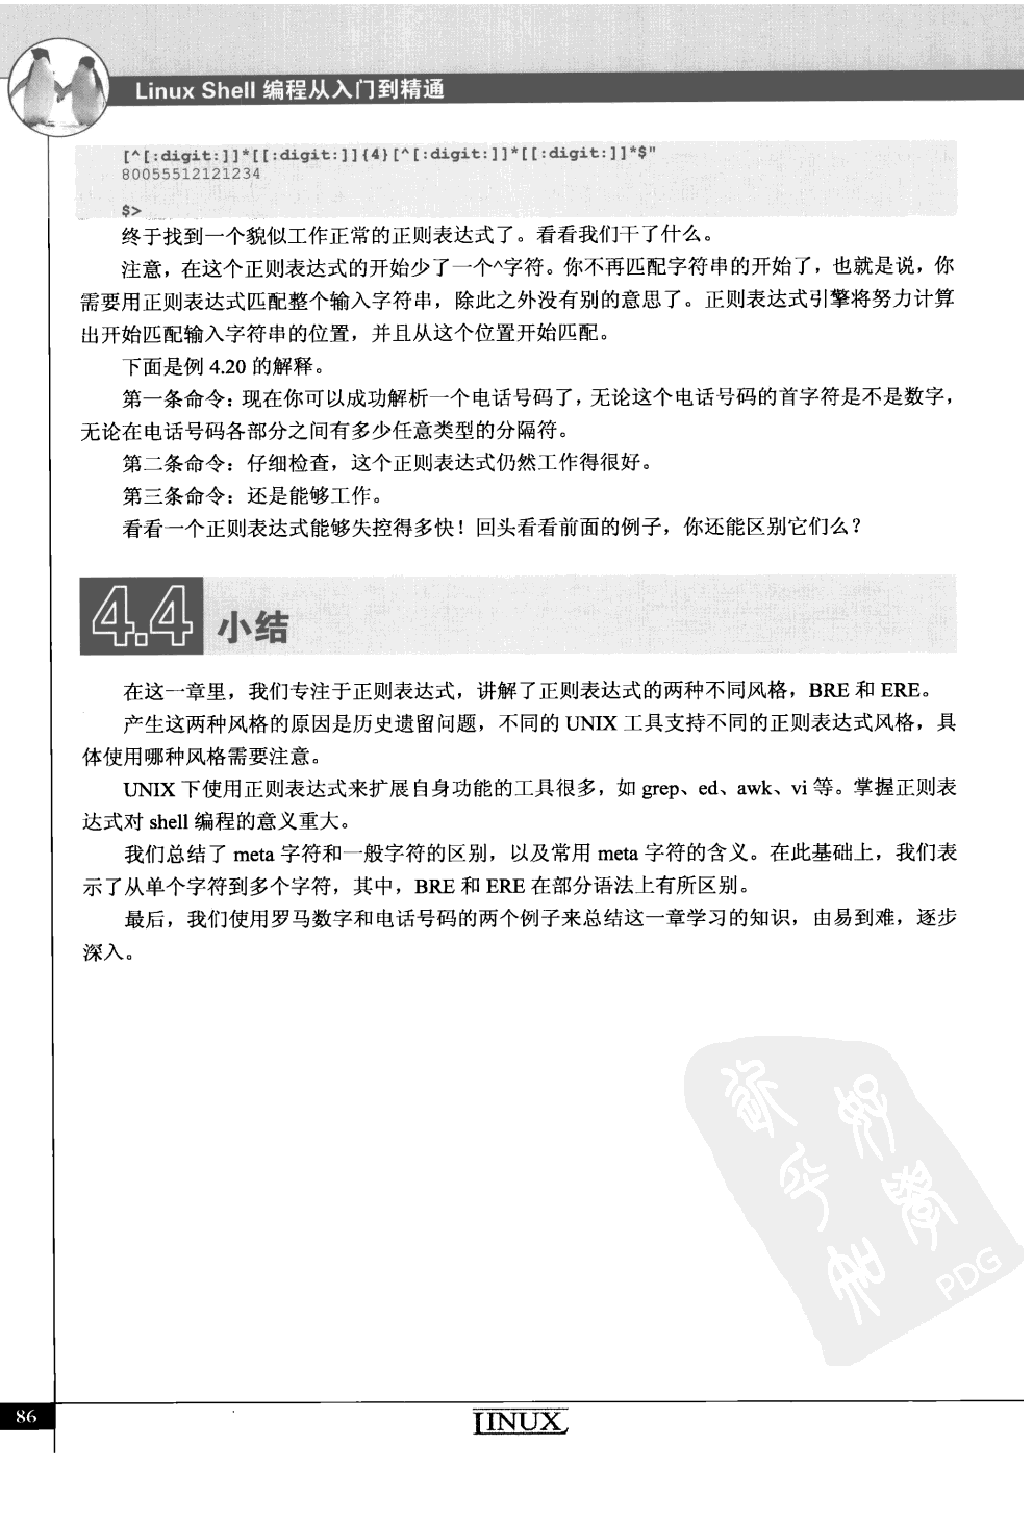 Linux Shell 编程从入门到精通
[^[:digit:]]*[[:digit:]]{4}[^[:digit:]]*[[:digit:]]*$"
80055512121234
$>
终于找到一个貌似工作正常的正则表达式了。看看我们干了什么。
注意，在这个正则表达式的开始少了一个^字符。你不再匹配字符串的开始了，也就是说，你
需要用正则表达式匹配整个输入字符串，除此之外没有别的意思了。正则表达式引擎将努力计算
出开始匹配输入字符串的位置，并且从这个位置开始匹配。
下面是例 4.20 的解释。
第一条命令：现在你可以成功解析一个电话号码了，无论这个电话号码的首字符是不是数字，
无论在电话号码各部分之间有多少任意类型的分隔符。
第二条命令：仔细检查，这个正则表达式仍然工作得很好。
第三条命令：还是能够工作。
看看一个正则表达式能够失控得多快！回头看看前面的例子，你还能区别它们么？
4.4 小结
在这一章里，我们专注于正则表达式，讲解了正则表达式的两种不同风格，BRE 和 ERE。
产生这两种风格的原因是历史遗留问题，不同的 UNIX 工具支持不同的正则表达式风格，具
体使用哪种风格需要注意。
UNIX 下使用正则表达式来扩展自身功能的工具很多，如 grep、ed、awk、vi 等。掌握正则表
达式对 shell 编程的意义重大。
我们总结了 meta 字符和一般字符的区别，以及常用 meta 字符的含义。在此基础上，我们表
示了从单个字符到多个字符，其中，BRE 和 ERE 在部分语法上有所区别。
最后，我们使用罗马数字和电话号码的两个例子来总结这一章学习的知识，由易到难，逐步
深入。
PDG
86
LINUX